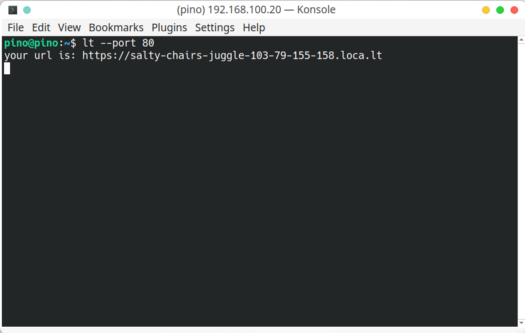 (pino) 192.168.100.20 — Konsole
File Edit View Bookmarks Plugins Settings Help
pino@pino:~$ lt --port 80
your url is: https://salty-chairs-juggle-103-79-155-158.loca.lt